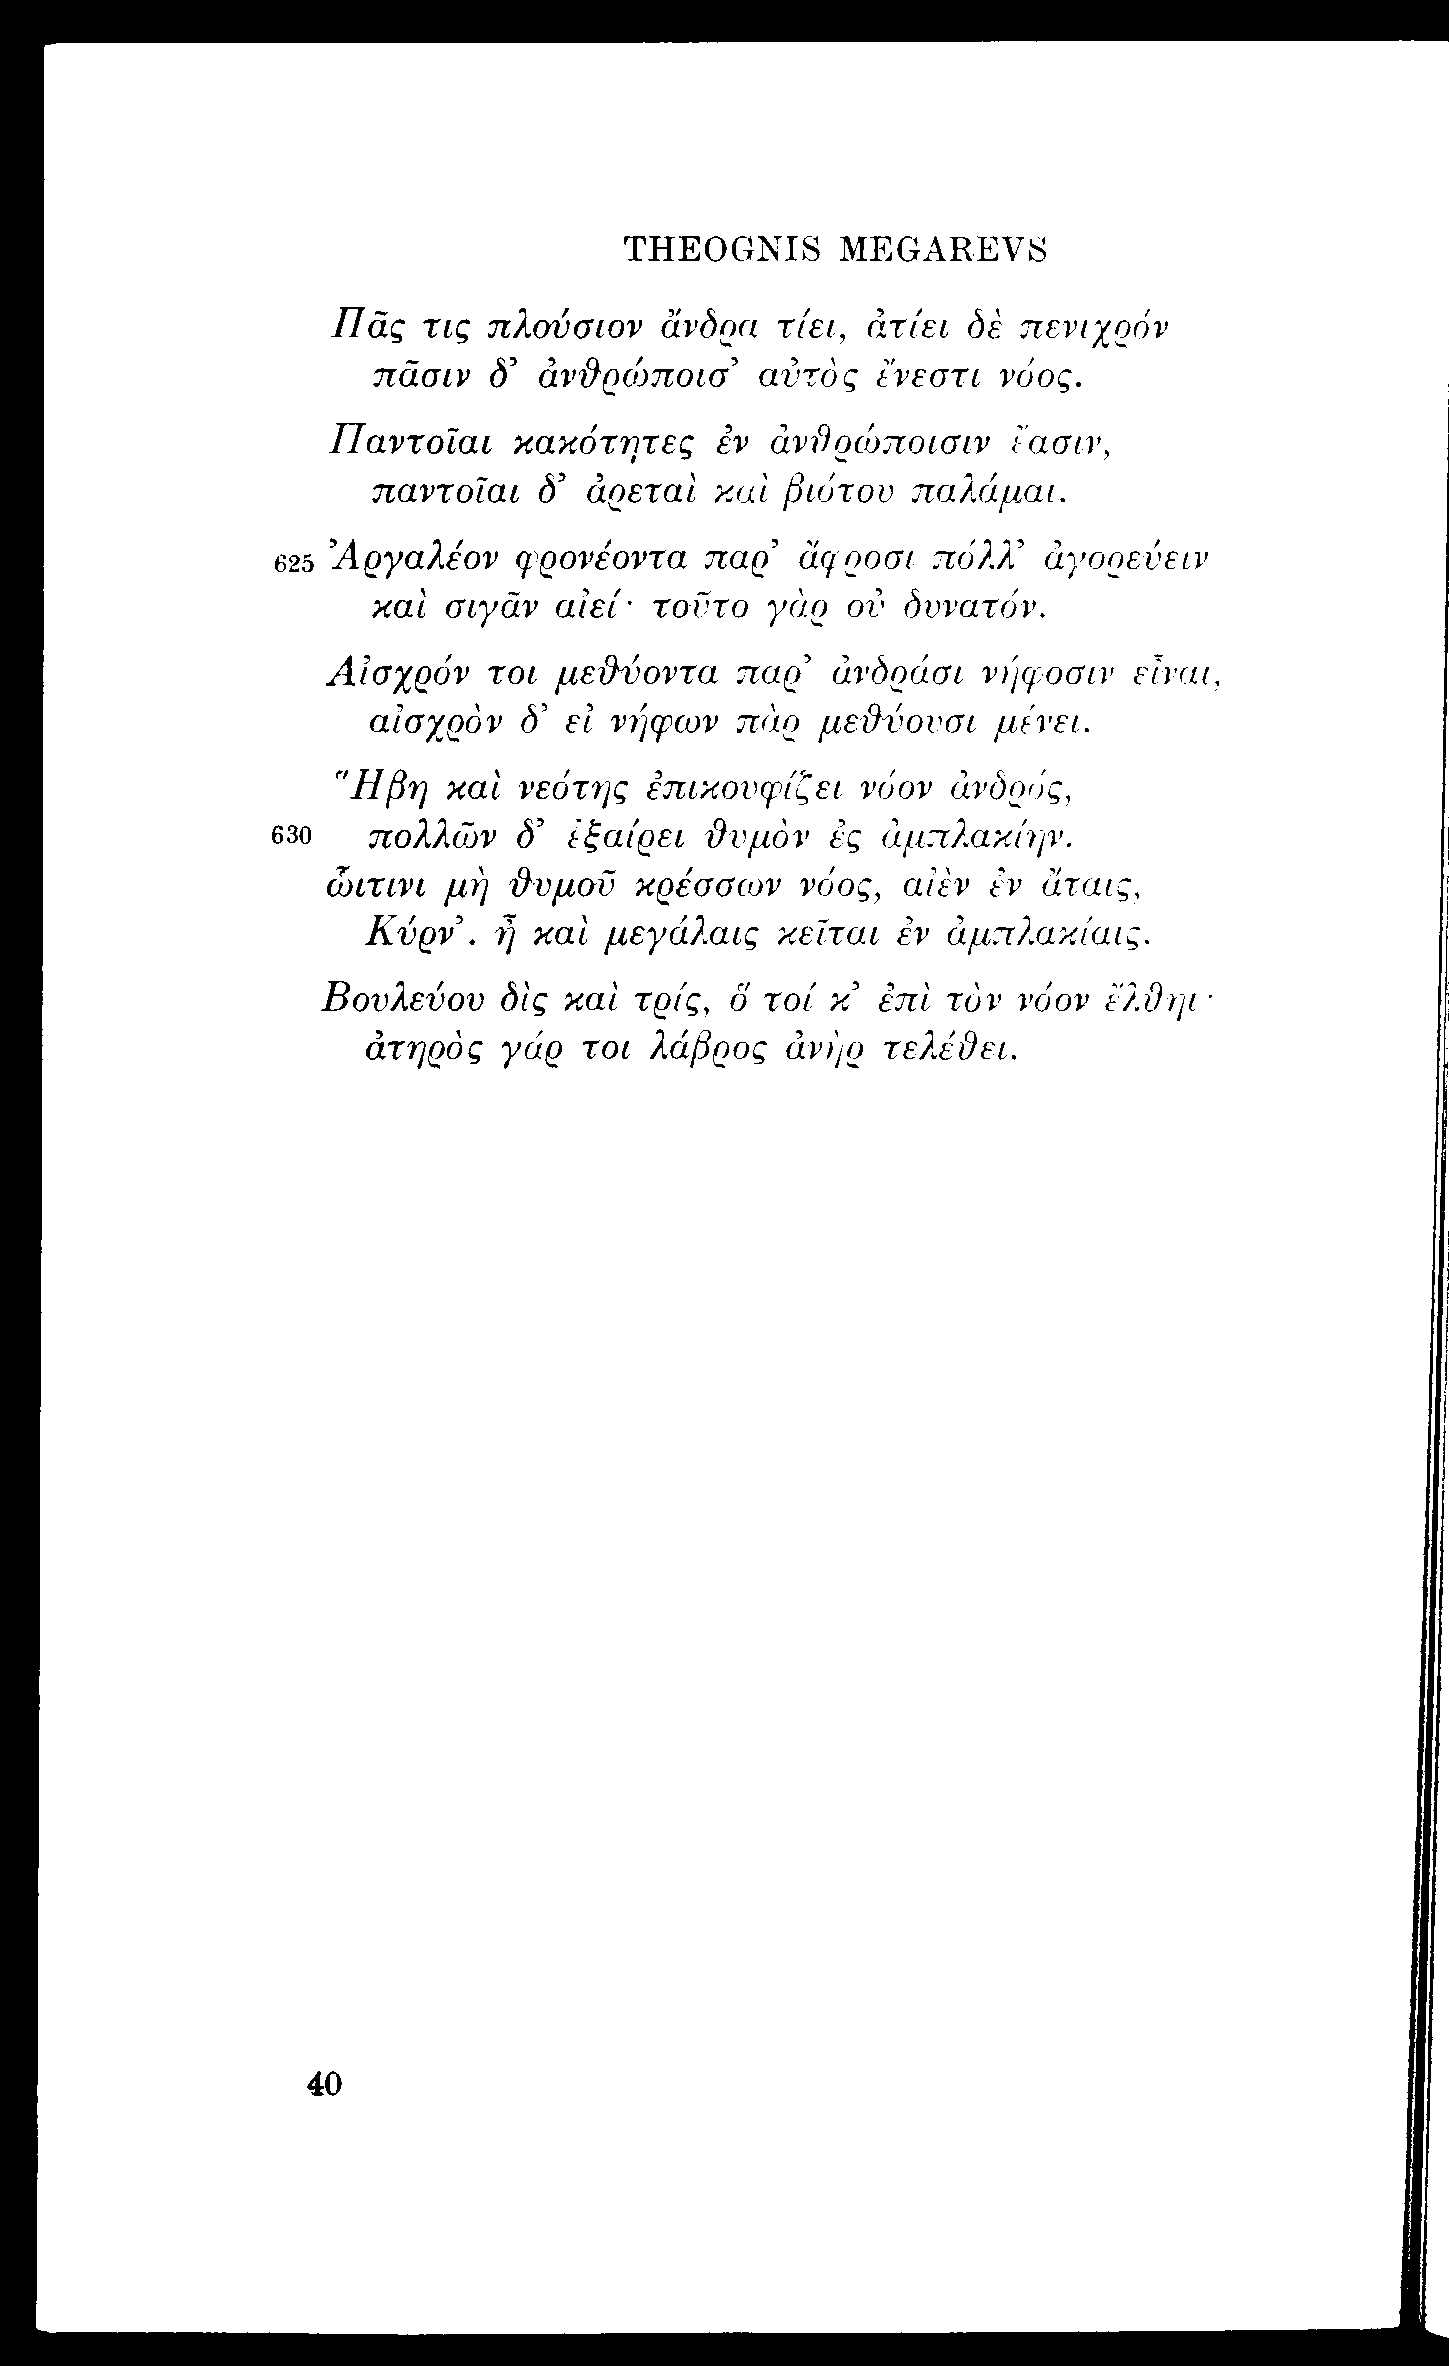 THEOGNIS MEGAREVS
Πᾶς τις πλούσιον ἄνδρα τίει, ἀτίει δὲ πενιχρόν
πᾶσιν δ’ ἀνθρώποισ’ αὐτὸς ἔνεστι νόος.
Παντοῖαι κακότητες ἐν ἀνθρώποισιν ἔασιν,
παντοῖαι δ’ ἀρεταὶ καὶ βιότου παλάμαι.
625 Ἀργαλέον φρονέοντα παρ’ ἄφροσι πόλλ’ ἀγορεύειν
καὶ σιγᾶν αἰεί· τοῦτο γὰρ οὐ δυνατόν.
Αἰσχρόν τοι μεθύοντα παρ’ ἀνδράσι νήφοσιν εἶναι,
αἰσχρὸν δ’ εἰ νήφων πὰρ μεθύουσι μένει.
Ἥβη καὶ νεότης ἐπικουφίζει νόον ἀνδρός,
630 πολλῶν δ’ ἐξαίρει θυμὸν ἐς ἀμπλακίην.
ὧιτινι μὴ θυμοῦ κρέσσων νόος, αἰὲν ἐν ἄταις,
Κύρν’. ἦ καὶ μεγάλαις κεῖται ἐν ἀμπλακίαις.
Βουλεύου δὶς καὶ τρίς, ὅ τοί κ’ ἐπὶ τὸν νόον ἔλθηι·
ἀτηρὸς γάρ τοι λάβρος ἀνὴρ τελέθει.
40